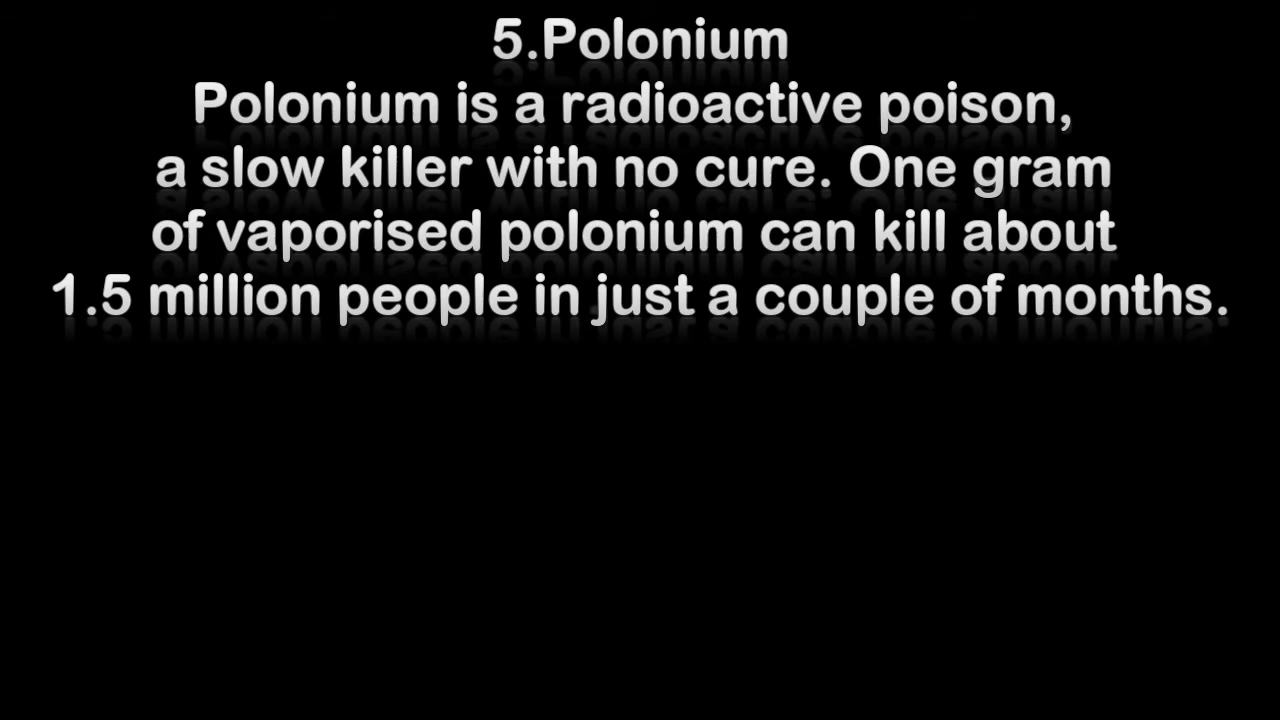 5.Polonium
Polonium is a radioactive poison,
a slow killer with no cure. One gram
of vaporised polonium can kill about
1.5 million people in just a couple of months.